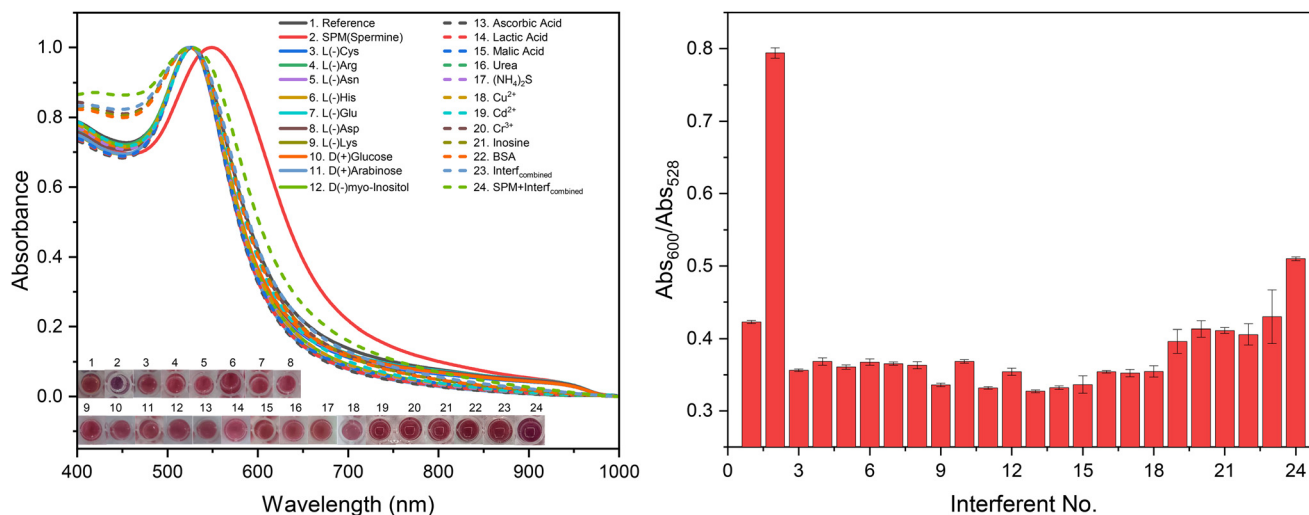 1. Reference
2. SPM(Spermine)
3. L(-)Cys
4. L(-)Arg
5. L(-)Asn
6. L(-)His
7. L(-)Glu
8. L(-)Asp
9. L(-)Lys
10. D(+)Glucose
11. D(+)Arabinose
12. D(-)myo-Inositol
13. Ascorbic Acid
14. Lactic Acid
15. Malic Acid
16. Urea
17. (NH₄)₂S
18. Cu²⁺
19. Cd²⁺
20. Cr³⁺
21. Inosine
22. BSA
23. Interf_combined
24. SPM+Interf_combined
1.0
0.8
0.6
0.4
0.2
0.0
Absorbance
1 2 3 4 5 6 7 8
9 10 11 12 13 14 15 16 17 18 19 20 21 22 23 24
400 500 600 700 800 900 1000
Wavelength (nm)
0.8
0.7
0.6
0.5
0.4
0.3
Abs₆₀₀/Abs₅₂₈
0 3 6 9 12 15 18 21 24
Interferent No.